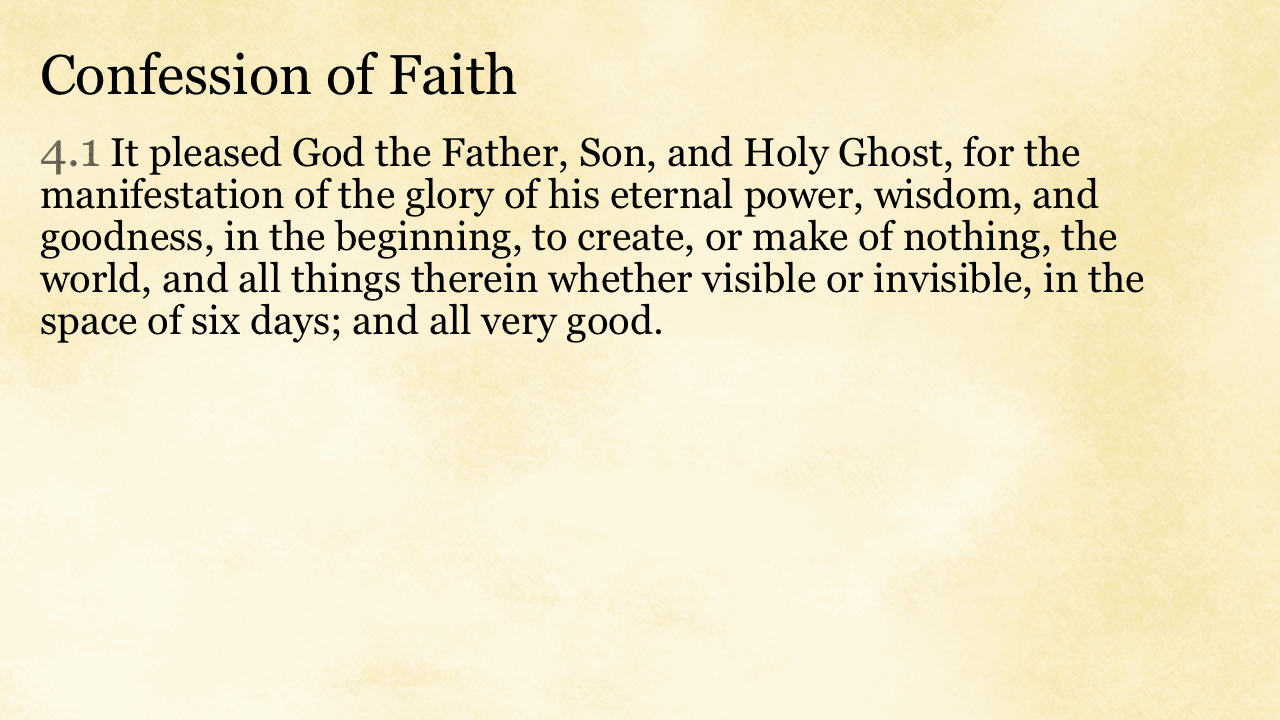 Confession of Faith
4.1 It pleased God the Father, Son, and Holy Ghost, for the
manifestation of the glory of his eternal power, wisdom, and
goodness, in the beginning, to create, or make of nothing, the
world, and all things therein whether visible or invisible, in the
space of six days; and all very good.